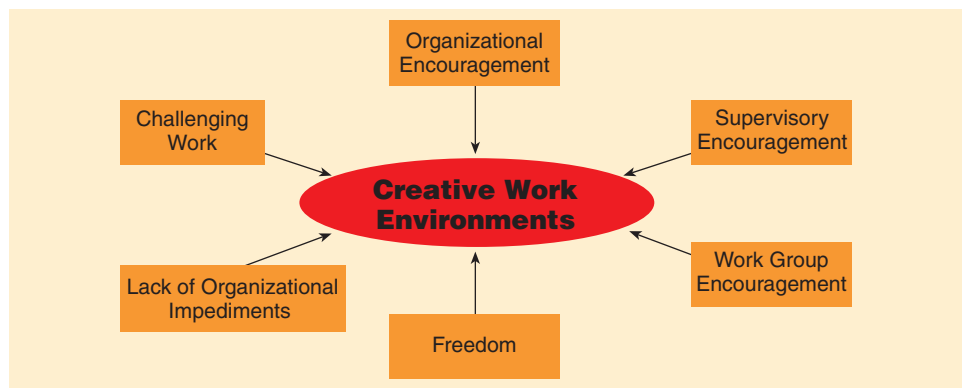 Organizational
Encouragement
Challenging
Work
Supervisory
Encouragement
Creative Work
Environments
Lack of Organizational
Impediments
Work Group
Encouragement
Freedom